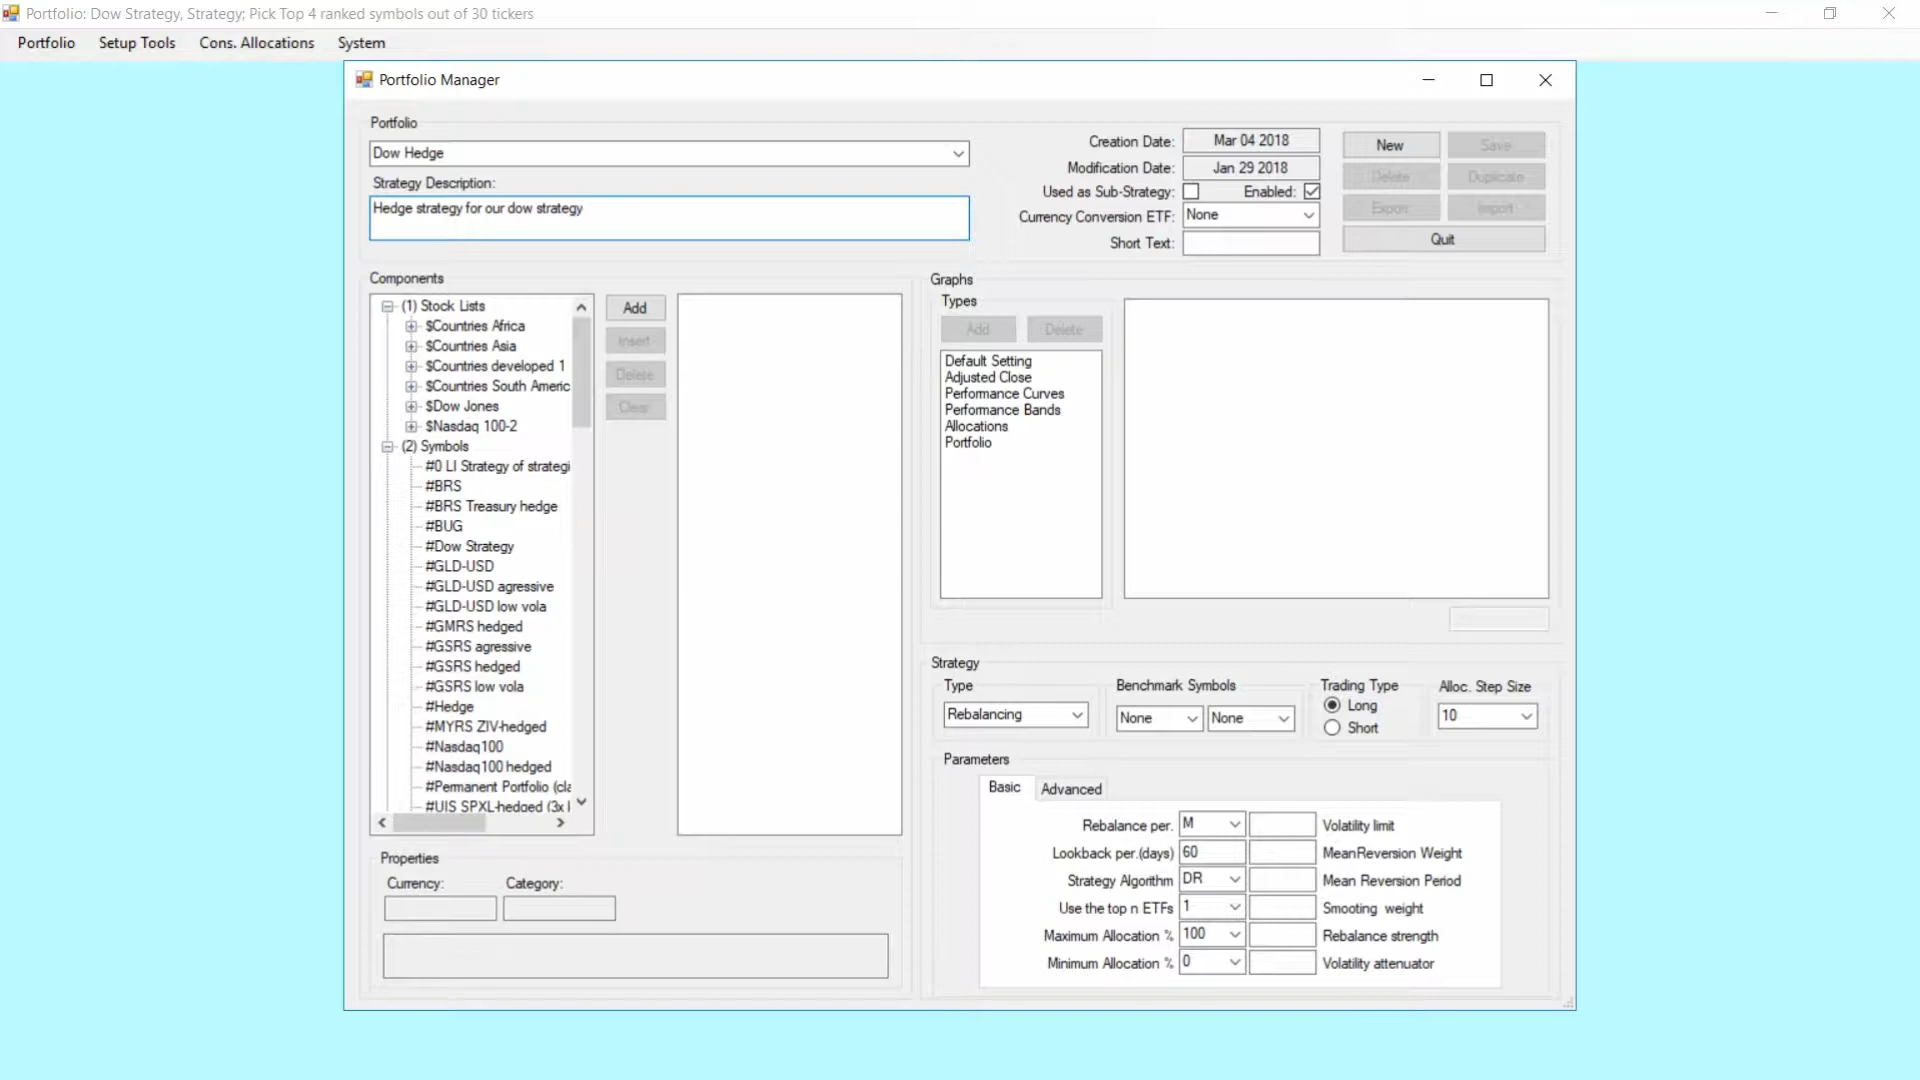 Portfolio: Dow Strategy, Strategy; Pick Top 4 ranked symbols out of 30 tickers
Portfolio Setup Tools Cons. Allocations System
Portfolio Manager
Portfolio
Dow Hedge
Strategy Description:
Hedge strategy for our dow strategy
Creation Date: Mar 04 2018
Modification Date: Jan 29 2018
Used as Sub-Strategy: Enabled:
Currency Conversion ETF: None
Short Text:
New Save
Delete Duplicate
Export Import
Quit
Components
(1) Stock Lists
$Countries Africa
$Countries Asia
$Countries developed 1
$Countries South Americ
$Dow Jones
$Nasdaq 100-2
(2) Symbols
#0 LI Strategy of strategi
#BRS
#BRS Treasury hedge
#BUG
#Dow Strategy
#GLD-USD
#GLD-USD agressive
#GLD-USD low vola
#GMRS hedged
#GSRS agressive
#GSRS hedged
#GSRS low vola
#Hedge
#MYRS ZIV-hedged
#Nasdaq100
#Nasdaq100 hedged
#Permanent Portfolio (cla
#UIS SPXL-hedged (3x l
Add
Insert
Delete
Clear
Properties
Currency: Category:
Graphs
Types
Add Delete
Default Setting
Adjusted Close
Performance Curves
Performance Bands
Allocations
Portfolio
Strategy
Type Benchmark Symbols Trading Type Alloc. Step Size
Rebalancing None None Long 10
Short
Parameters
Basic Advanced
Rebalance per. M Volatility limit
Lookback per.(days) 60 MeanReversion Weight
Strategy Algorithm DR Mean Reversion Period
Use the top n ETFs 1 Smooting weight
Maximum Allocation % 100 Rebalance strength
Minimum Allocation % 0 Volatility attenuator